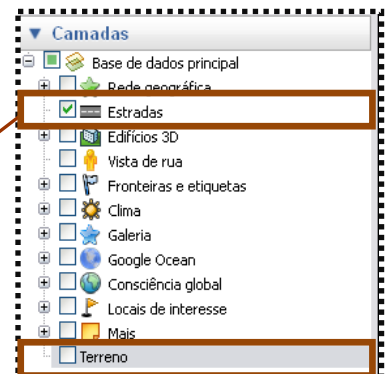 Camadas
Base de dados principal
Rede geográfica
Estradas
Edifícios 3D
Vista de rua
Fronteiras e etiquetas
Clima
Galeria
Google Ocean
Consciência global
Locais de interesse
Mais
Terreno